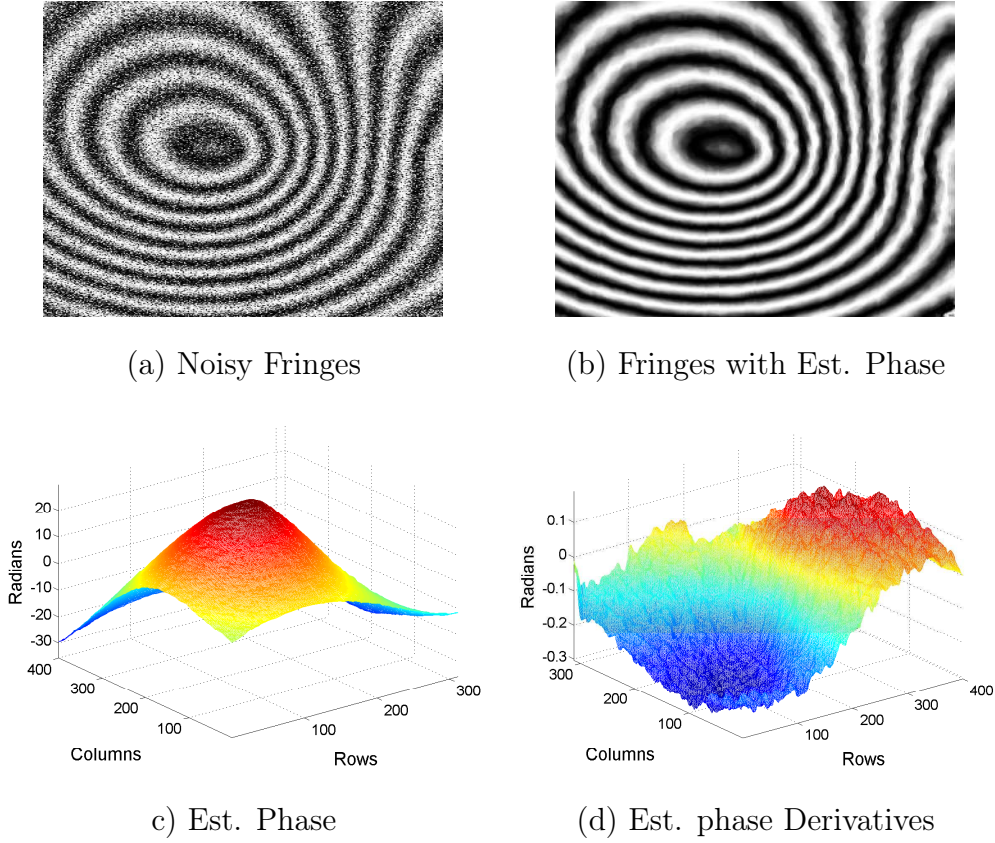 (a) Noisy Fringes
(b) Fringes with Est. Phase
20
10
0
-10
-20
-30
Radians
400
300
200
100
Columns
100
200
300
Rows
0.1
0
-0.1
-0.2
-0.3
Radians
300
200
100
Columns
100
200
300
400
Rows
c) Est. Phase
(d) Est. phase Derivatives